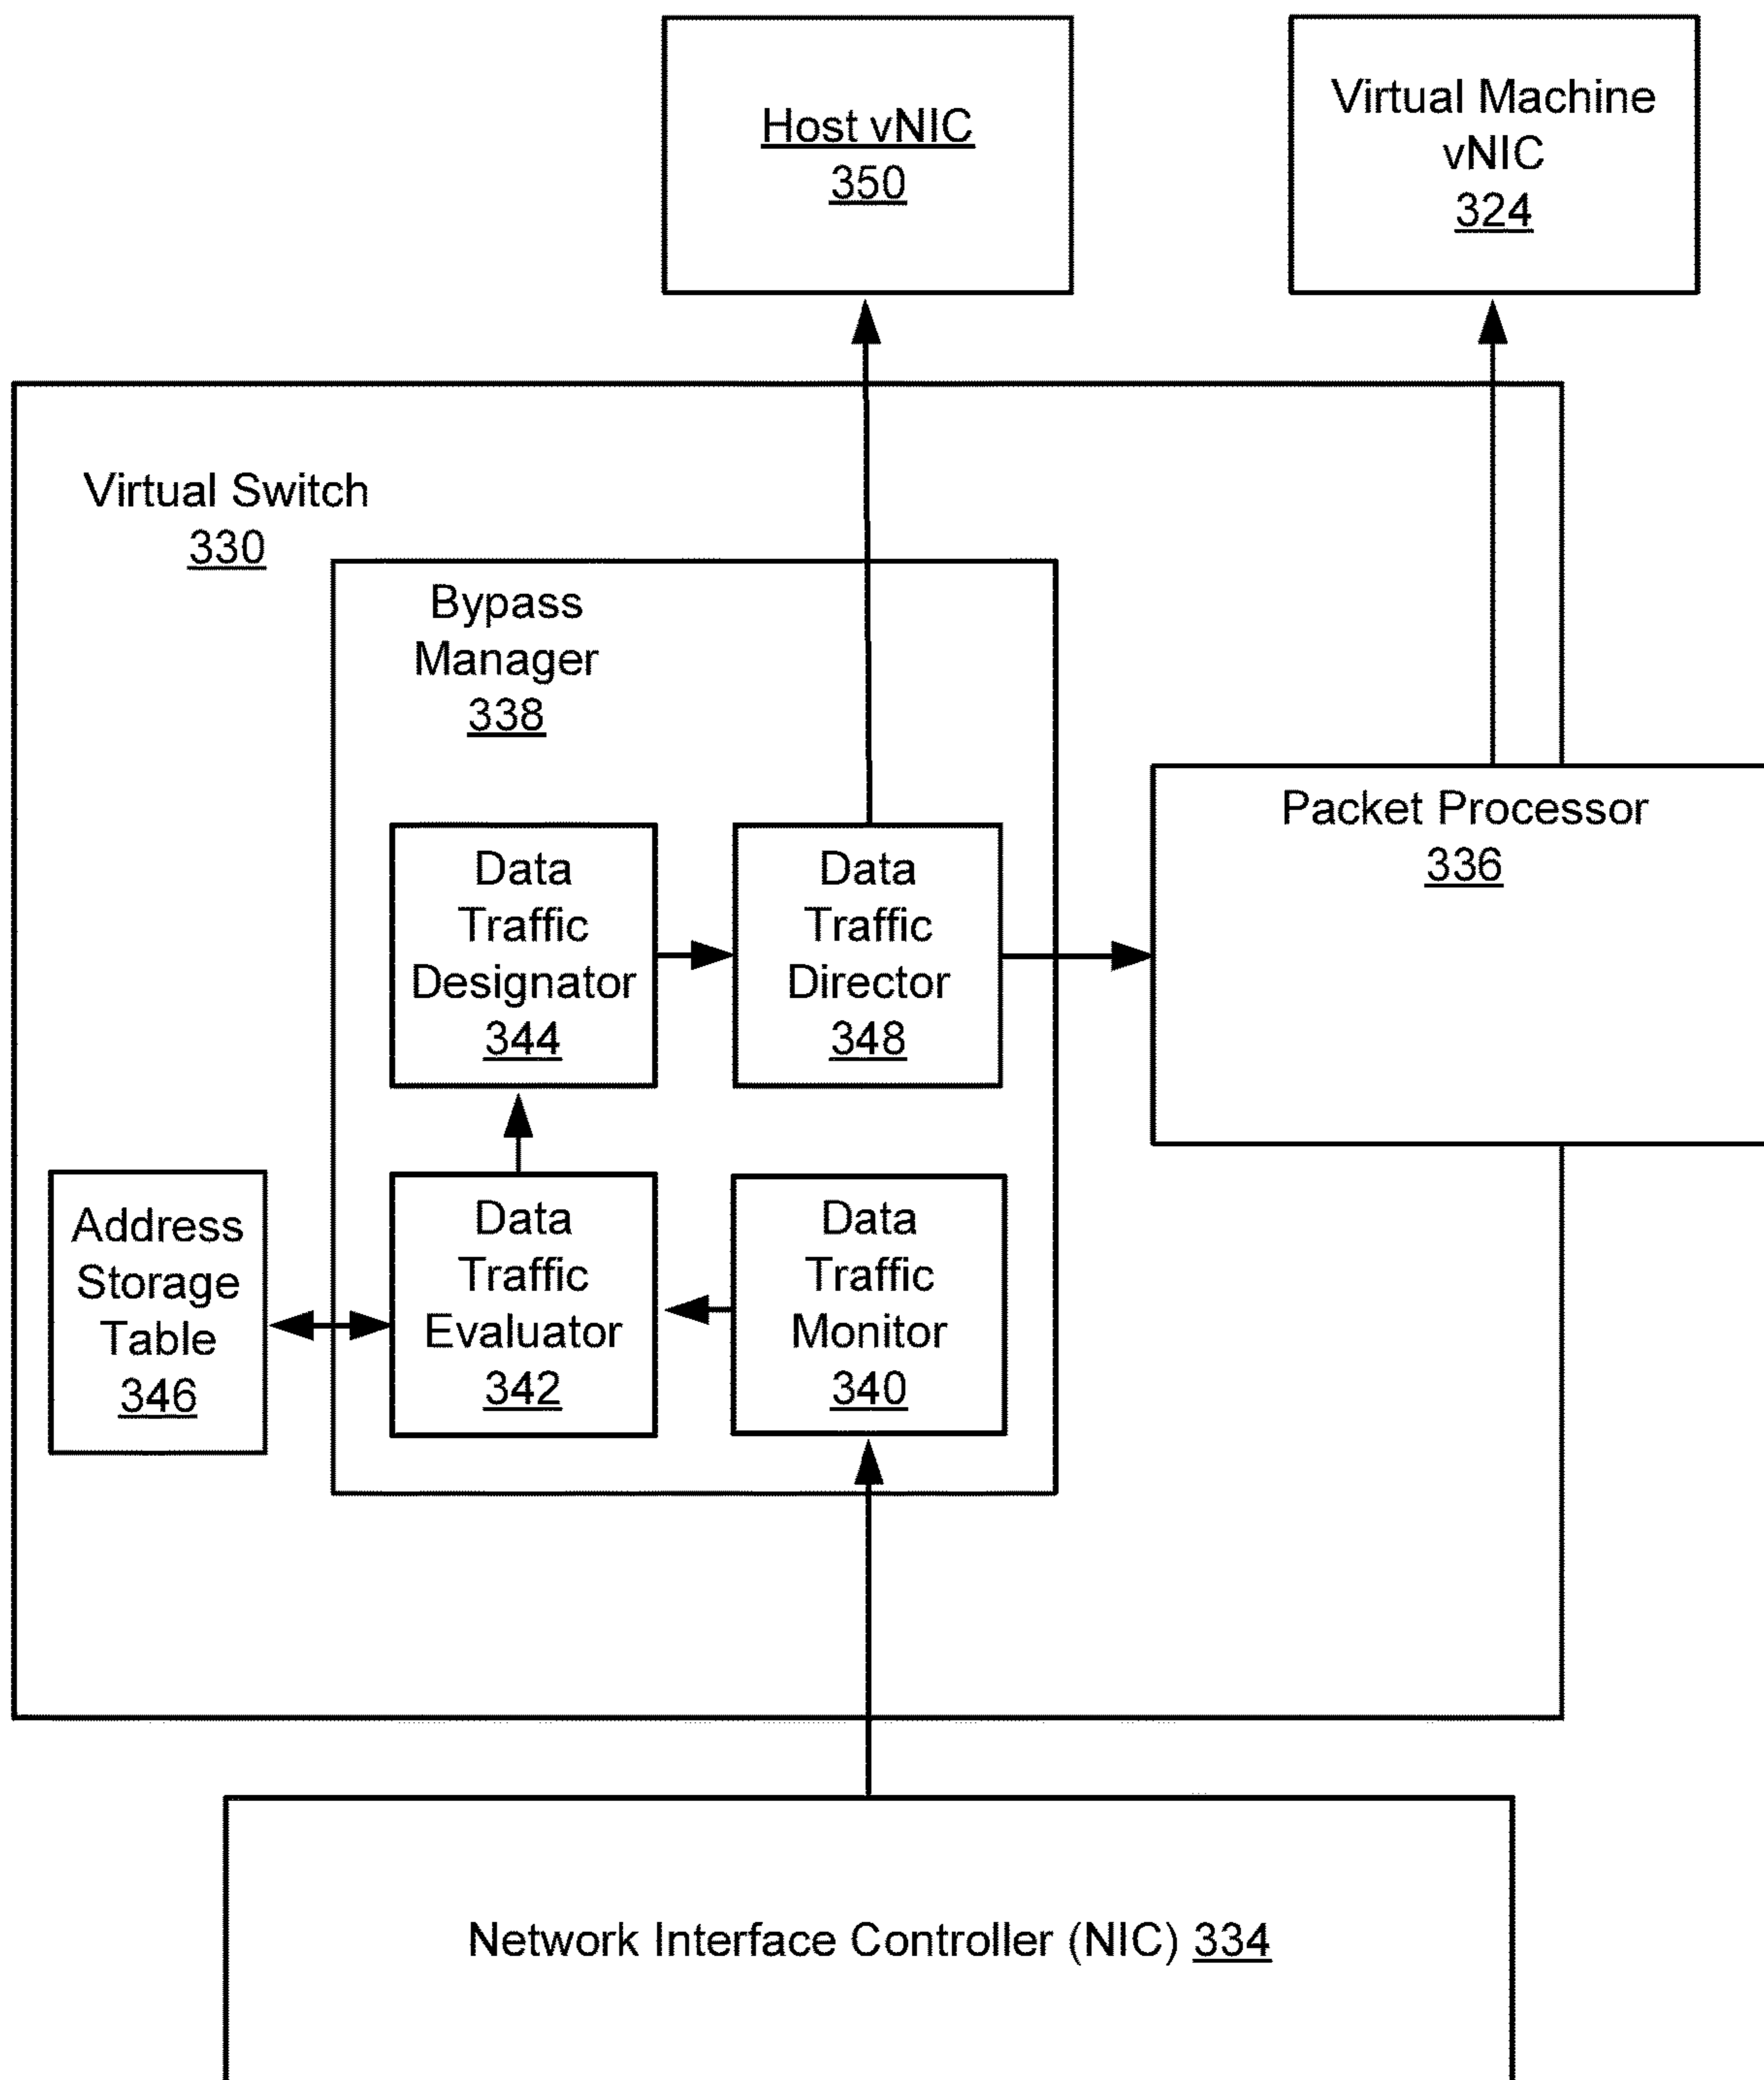 Host vNIC
350
Virtual Machine
vNIC
324
Virtual Switch
330
Bypass
Manager
338
Packet Processor
336
Data
Traffic
Designator
344
Data
Traffic
Director
348
Address
Storage
Table
346
Data
Traffic
Evaluator
342
Data
Traffic
Monitor
340
Network Interface Controller (NIC) 334